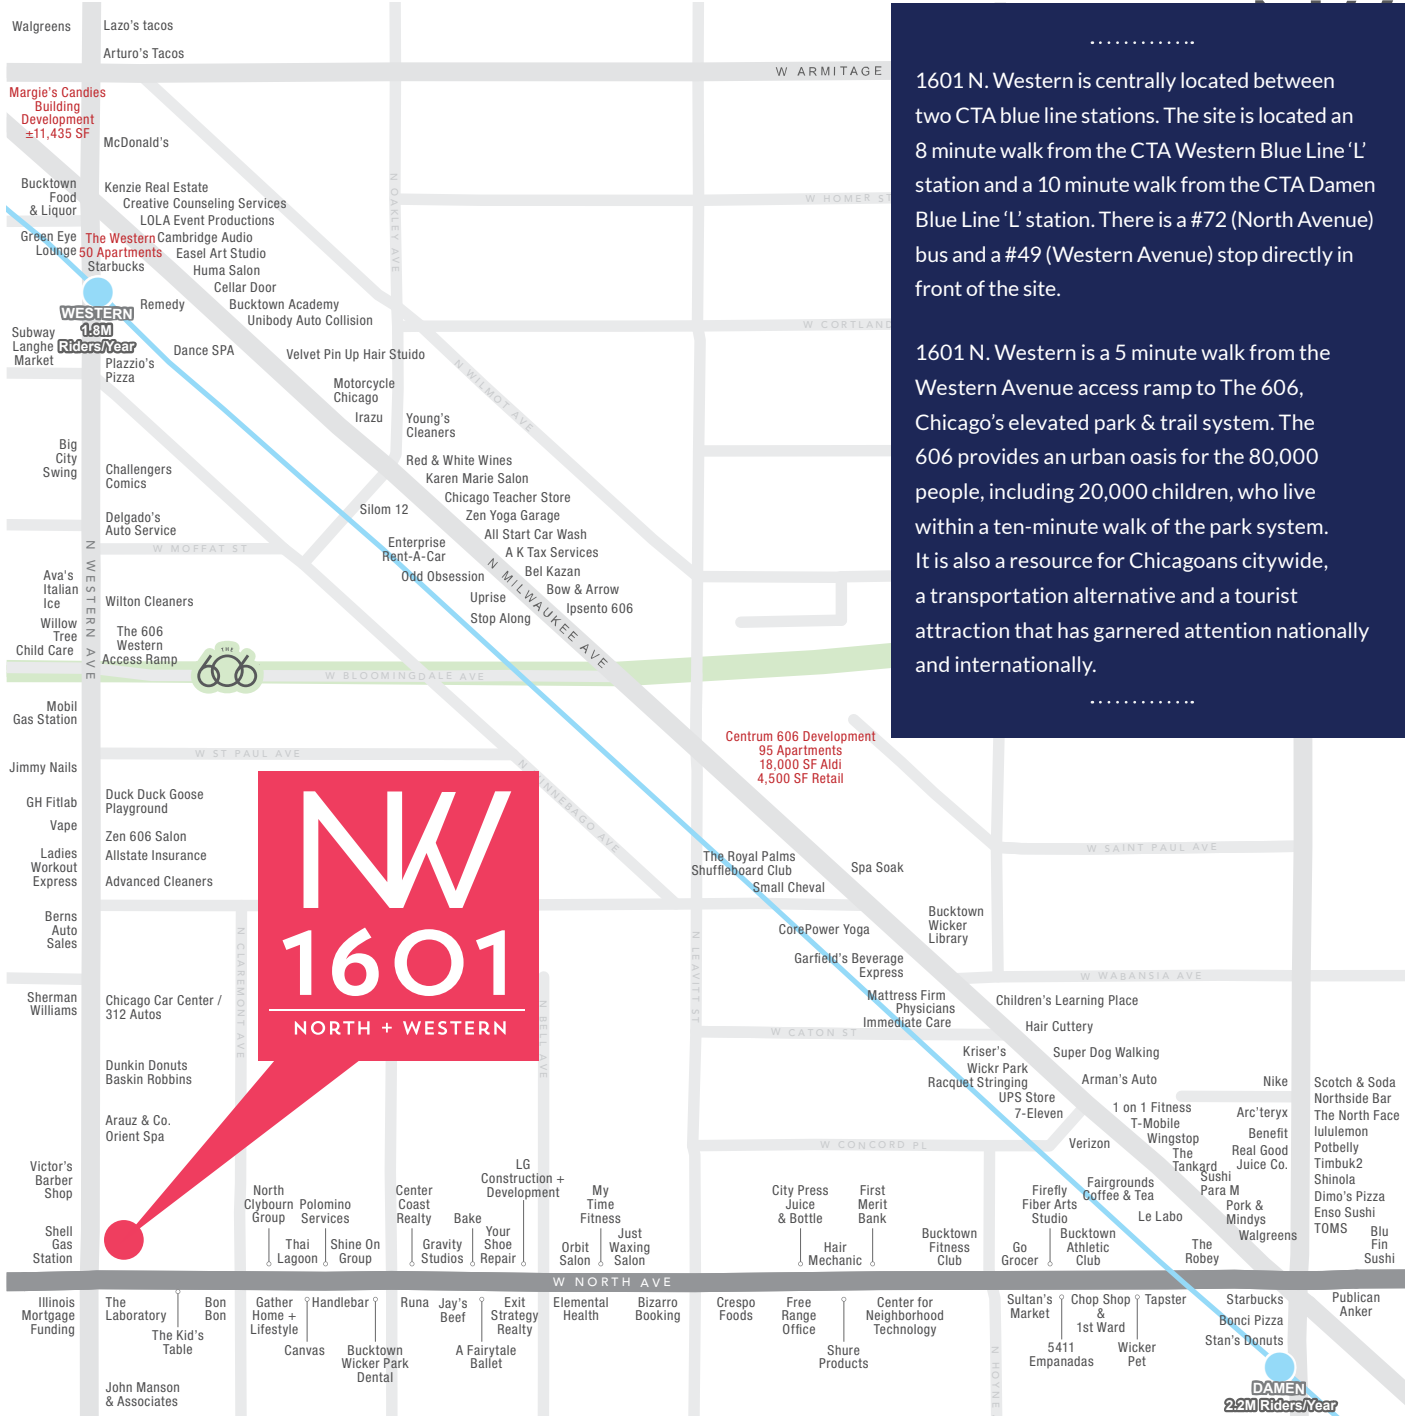 Walgreens
Lazo's tacos
Arturo's Tacos
W ARMITAGE
Margie's Candies
Building
Development
±11,435 SF
McDonald's
Bucktown
Food
& Liquor
Kenzie Real Estate
Creative Counseling Services
LOLA Event Productions
Green Eye
Lounge
The Western
50 Apartments
Starbucks
Cambridge Audio
Easel Art Studio
Huma Salon
Cellar Door
Remedy
Bucktown Academy
Unibody Auto Collision
WESTERN
1.8M
Riders/Year
Subway
Langhe
Market
Plazzio's
Pizza
Dance SPA
Velvet Pin Up Hair Stuido
Motorcycle
Chicago
Irazu
Young's
Cleaners
N OAKLEY AVE
W HOMER ST
W CORTLAND
N WILMOT AVE
Big
City
Swing
Challengers
Comics
Delgado's
Auto Service
W MOFFAT ST
Red & White Wines
Karen Marie Salon
Chicago Teacher Store
Zen Yoga Garage
All Start Car Wash
A K Tax Services
Bel Kazan
Bow & Arrow
Ipsento 606
Silom 12
Enterprise
Rent-A-Car
Odd Obsession
Uprise
Stop Along
N MILWAUKEE AVE
N WESTERN AVE
Ava's
Italian
Ice
Willow
Tree
Child Care
Wilton Cleaners
The 606
Western
Access Ramp
THE
606
W BLOOMINGDALE AVE
Mobil
Gas Station
W ST PAUL AVE
Jimmy Nails
GH Fitlab
Vape
Ladies
Workout
Express
Berns
Auto
Sales
Sherman
Williams
Duck Duck Goose
Playground
Zen 606 Salon
Allstate Insurance
Advanced Cleaners
Chicago Car Center /
312 Autos
Dunkin Donuts
Baskin Robbins
Arauz & Co.
Orient Spa
Victor's
Barber
Shop
Shell
Gas
Station
N WINNEBAGO AVE
NW
1601
NORTH + WESTERN
N CLAREMONT AVE
N BELL AVE
N LEAVITT ST
1601 N. Western is centrally located between
two CTA blue line stations. The site is located an
8 minute walk from the CTA Western Blue Line ‘L’
station and a 10 minute walk from the CTA Damen
Blue Line ‘L’ station. There is a #72 (North Avenue)
bus and a #49 (Western Avenue) stop directly in
front of the site.
1601 N. Western is a 5 minute walk from the
Western Avenue access ramp to The 606,
Chicago’s elevated park & trail system. The
606 provides an urban oasis for the 80,000
people, including 20,000 children, who live
within a ten-minute walk of the park system.
It is also a resource for Chicagoans citywide,
a transportation alternative and a tourist
attraction that has garnered attention nationally
and internationally.
Centrum 606 Development
95 Apartments
18,000 SF Aldi
4,500 SF Retail
W SAINT PAUL AVE
The Royal Palms
Shuffleboard Club
Small Cheval
Spa Soak
CorePower Yoga
Bucktown
Wicker
Library
Garfield's Beverage
Express
W WABANSIA AVE
Mattress Firm
Physicians
Immediate Care
W CATON ST
Children's Learning Place
Hair Cuttery
Super Dog Walking
Arman's Auto
Kriser's
Wickr Park
Racquet Stringing
UPS Store
7-Eleven
W CONCORD PL
Verizon
1 on 1 Fitness
T-Mobile
Wingstop
The
Tankard
Sushi
Para M
Pork &
Mindys
Walgreens
Nike
Arc'teryx
Benefit
Real Good
Juice Co.
Scotch & Soda
Northside Bar
The North Face
lululemon
Potbelly
Timbuk2
Shinola
Dimo's Pizza
Enso Sushi
TOMS
Blu
Fin
Sushi
North
Clybourn
Group
Polomino
Services
Thai
Lagoon
Shine On
Group
Center
Coast
Realty
Gravity
Studios
Bake
Your
Shoe
Repair
LG
Construction +
Development
My
Time
Fitness
Orbit
Salon
Just
Waxing
Salon
City Press
Juice
& Bottle
First
Merit
Bank
Hair
Mechanic
Bucktown
Fitness
Club
Go
Grocer
Firefly
Fiber Arts
Studio
Bucktown
Athletic
Club
Fairgrounds
Coffee & Tea
Le Labo
The
Robey
W NORTH AVE
Illinois
Mortgage
Funding
The
Laboratory
The Kid's
Table
Bon
Bon
John Manson
& Associates
Gather
Home +
Lifestyle
Canvas
Handlebar
Bucktown
Wicker Park
Dental
Runa
Jay's
Beef
A Fairytale
Ballet
Exit
Strategy
Realty
Elemental
Health
Bizarro
Booking
Crespo
Foods
Free
Range
Office
Shure
Products
Center for
Neighborhood
Technology
N HOYNE
Sultan's
Market
5411
Empanadas
Chop Shop
&
1st Ward
Wicker
Pet
Tapster
Starbucks
Bonci Pizza
Stan's Donuts
Publican
Anker
DAMEN
2.2M Riders/Year